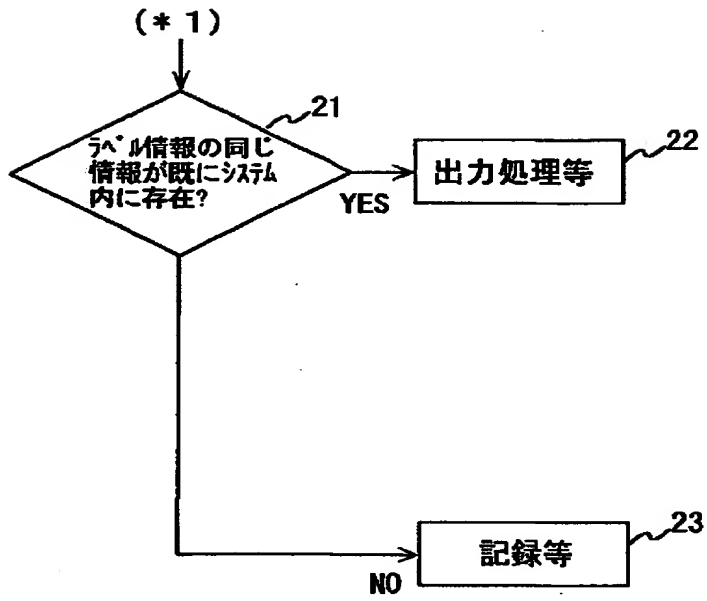 (* 1)
21
ﾗﾍﾞﾙ情報の同じ
情報が既にｼｽﾃﾑ
内に存在?
YES
出力処理等
22
NO
記録等
23